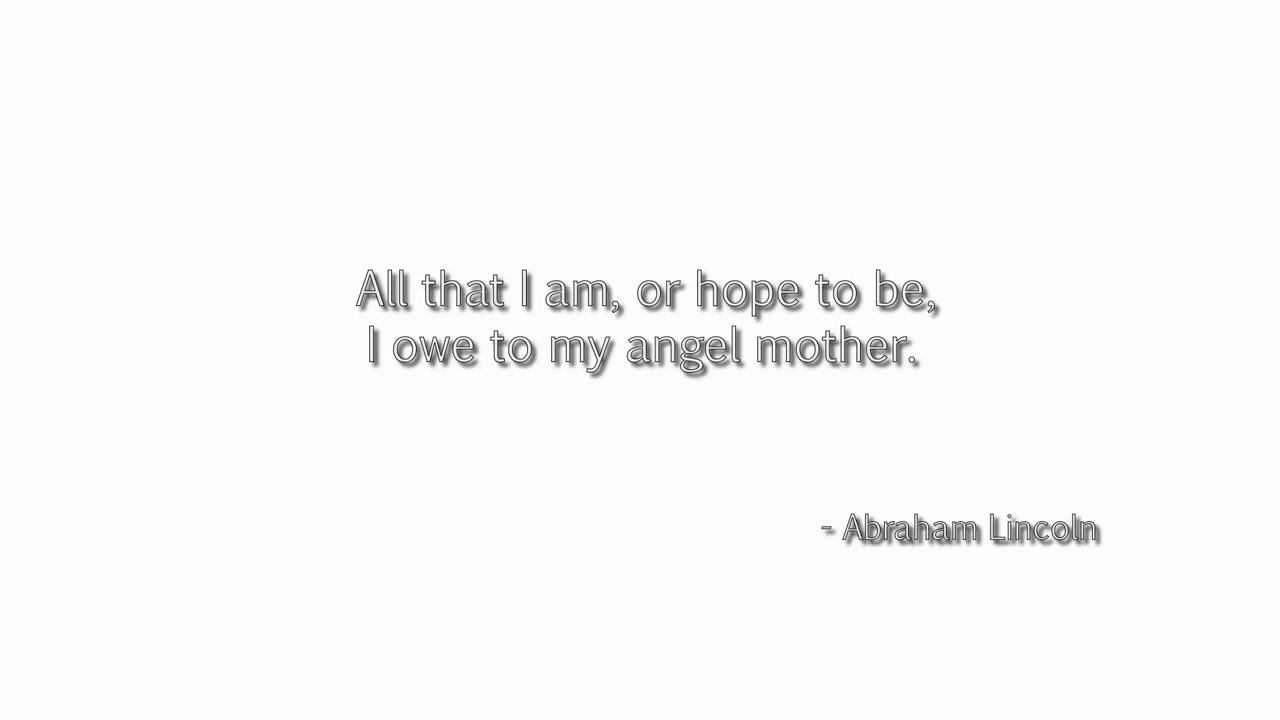 All that I am, or hope to be,
I owe to my angel mother.
- Abraham Lincoln